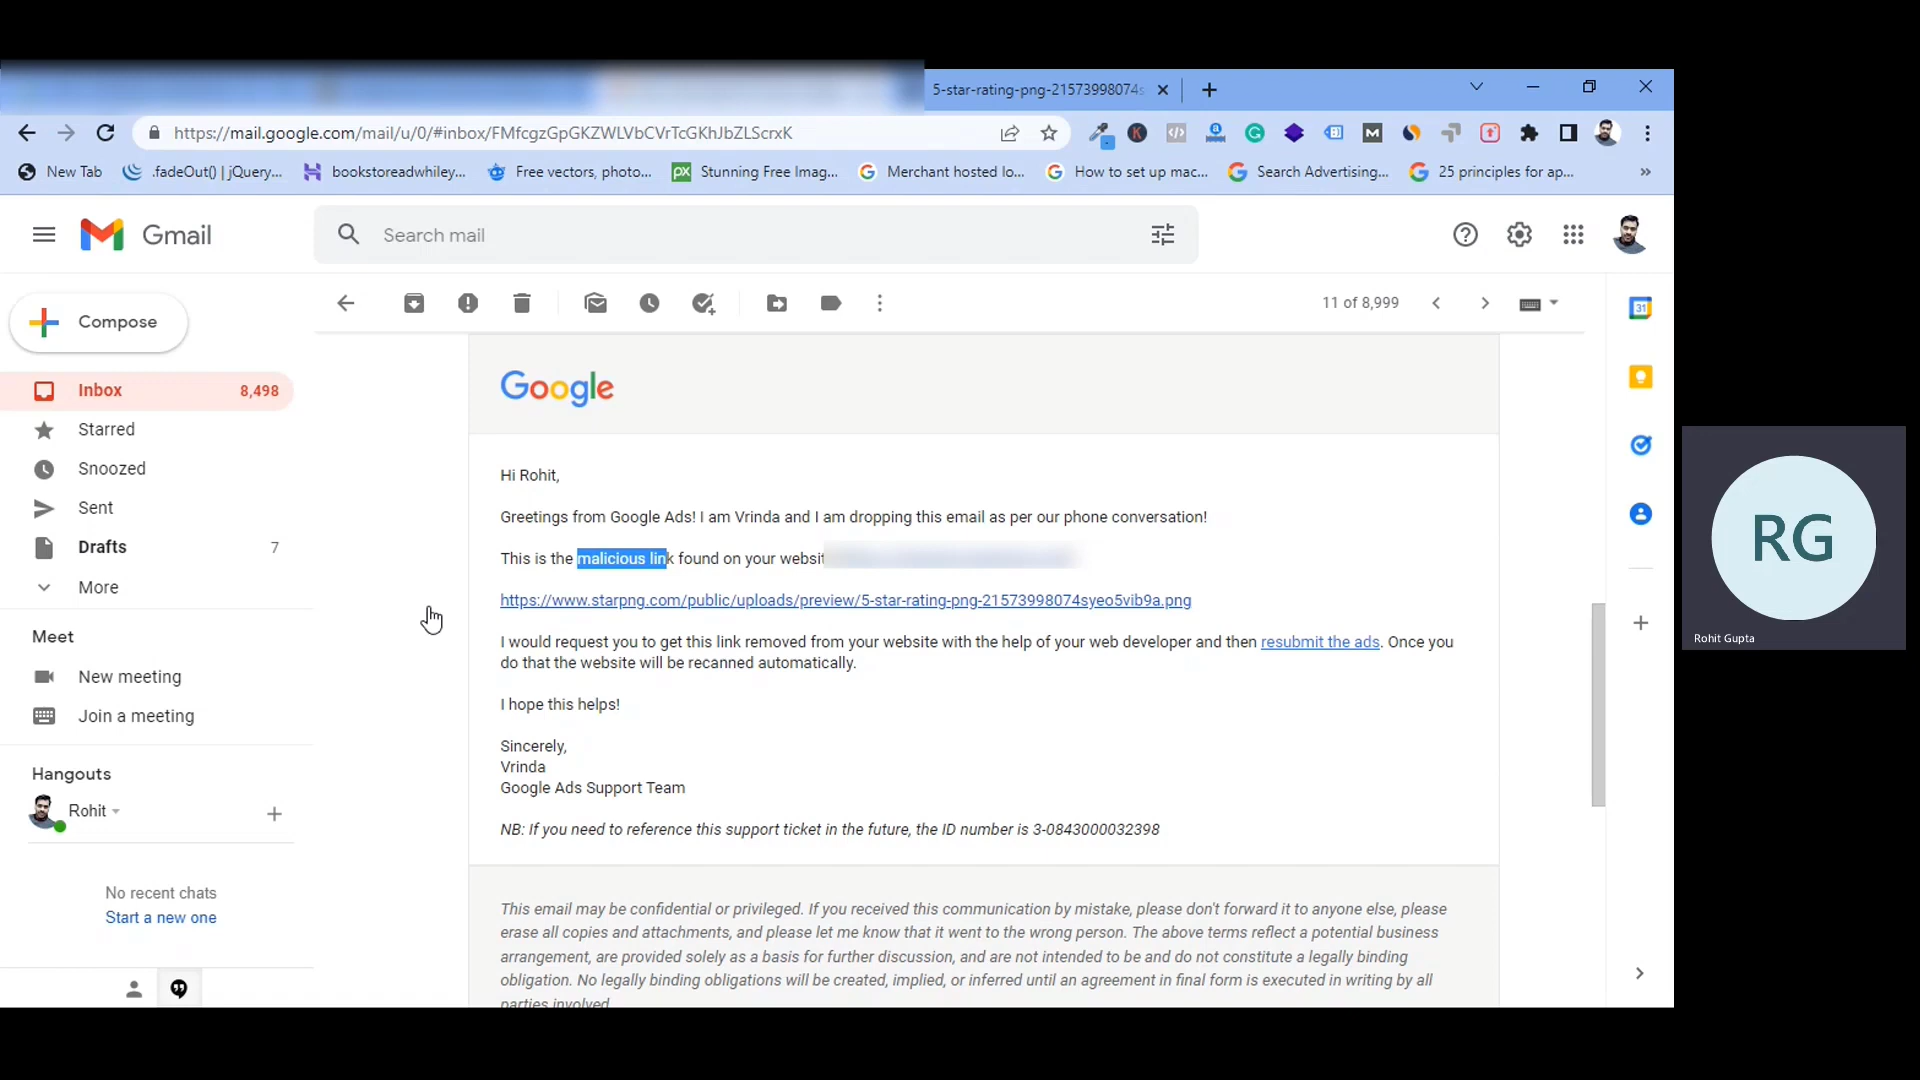 5-star-rating-png-21573998074s
https://mail.google.com/mail/u/0/#inbox/FMfcgzGpGKZWLVbCVrTcGKhJbZLScrxK
New Tab
.fadeOut() | jQuery...
bookstoreadwhiley...
Free vectors, photo...
px
Stunning Free Imag...
Merchant hosted lo...
How to set up mac...
Search Advertising...
25 principles for ap...
»
Gmail
Search mail
Compose
11 of 8,999
Inbox 8,498
Starred
Snoozed
Sent
Drafts 7
More
Meet
New meeting
Join a meeting
Hangouts
Rohit
No recent chats
Start a new one
31
Google
Hi Rohit,
Greetings from Google Ads! I am Vrinda and I am dropping this email as per our phone conversation!
This is the malicious link found on your websit
https://www.starpng.com/public/uploads/preview/5-star-rating-png-21573998074syeo5vib9a.png
I would request you to get this link removed from your website with the help of your web developer and then resubmit the ads. Once you
do that the website will be recanned automatically.
I hope this helps!
Sincerely,
Vrinda
Google Ads Support Team
NB: If you need to reference this support ticket in the future, the ID number is 3-0843000032398
This email may be confidential or privileged. If you received this communication by mistake, please don't forward it to anyone else, please
erase all copies and attachments, and please let me know that it went to the wrong person. The above terms reflect a potential business
arrangement, are provided solely as a basis for further discussion, and are not intended to be and do not constitute a legally binding
obligation. No legally binding obligations will be created, implied, or inferred until an agreement in final form is executed in writing by all
parties involved.
RG
Rohit Gupta